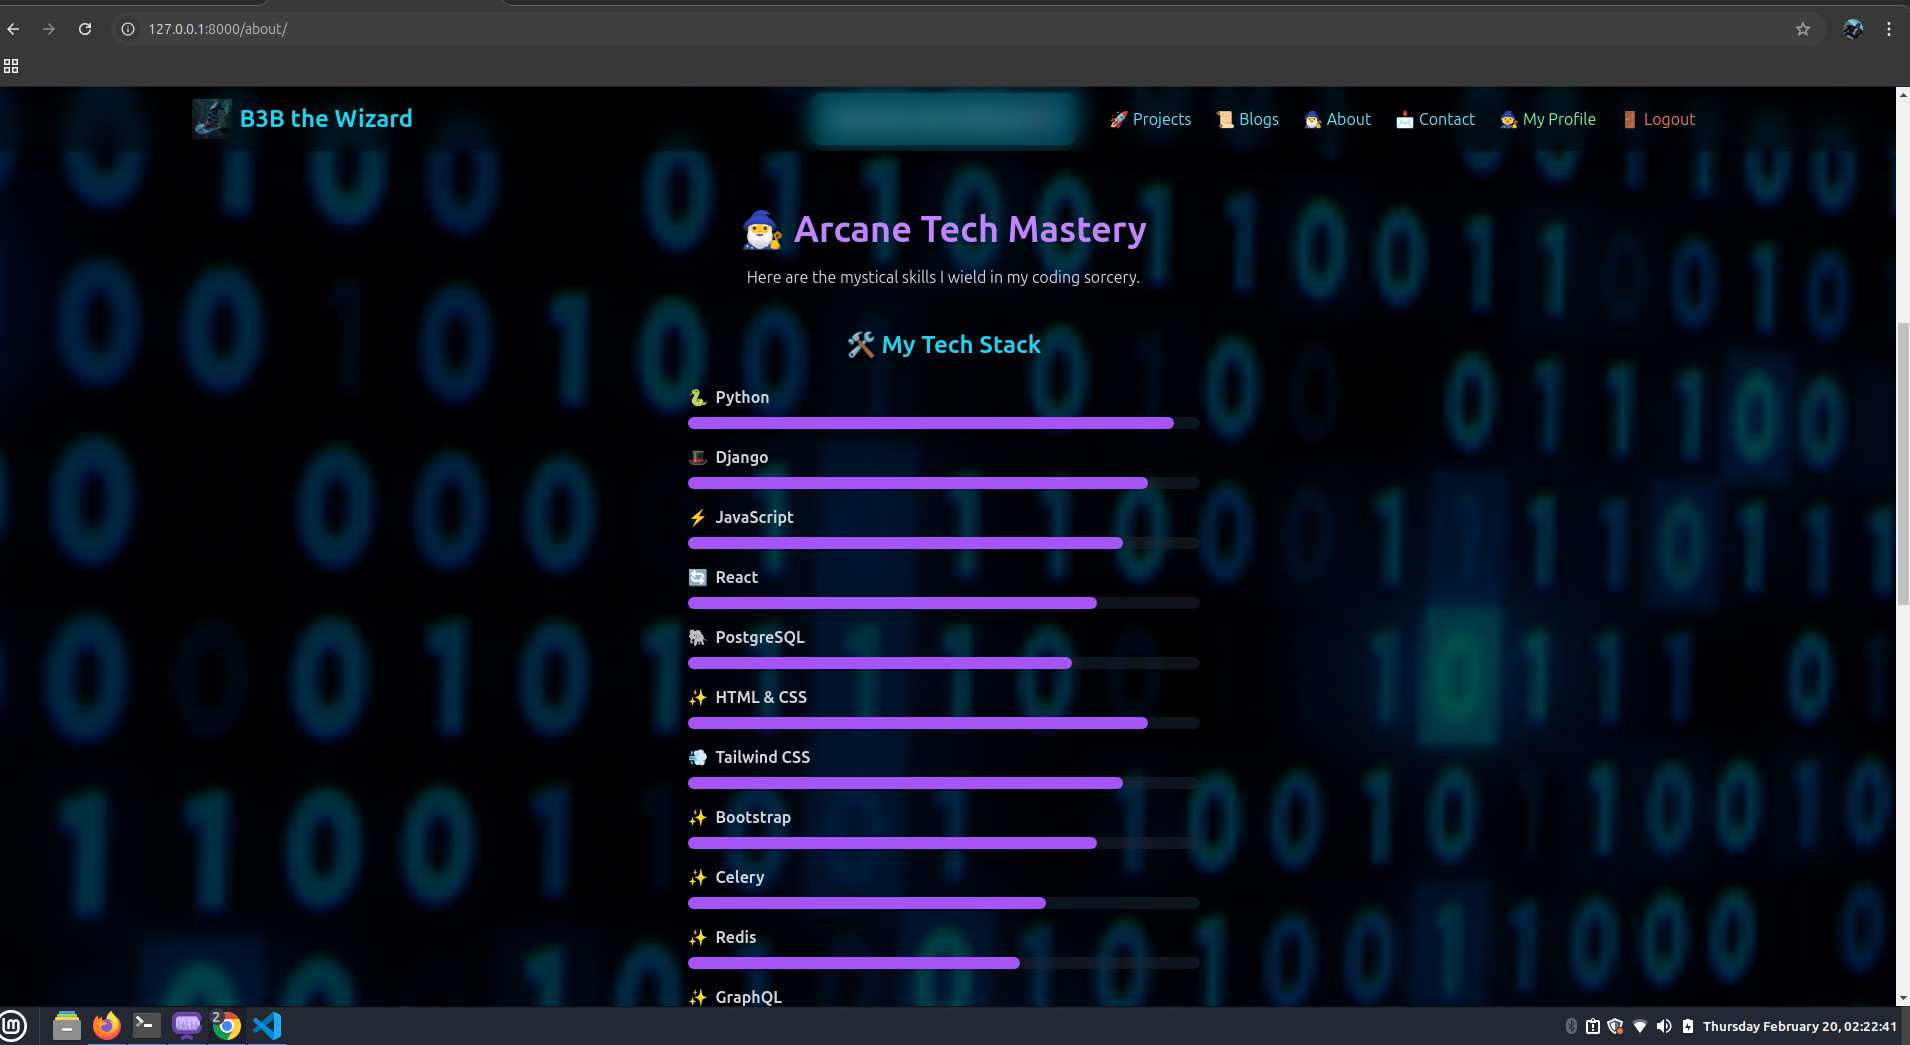 127.0.0.1:8000/about/
B3B the Wizard
Projects
Blogs
About
Contact
My Profile
Logout
Arcane Tech Mastery
Here are the mystical skills I wield in my coding sorcery.
My Tech Stack
Python
Django
JavaScript
React
PostgreSQL
HTML & CSS
Tailwind CSS
Bootstrap
Celery
Redis
GraphQL
2
Thursday February 20, 02:22:41